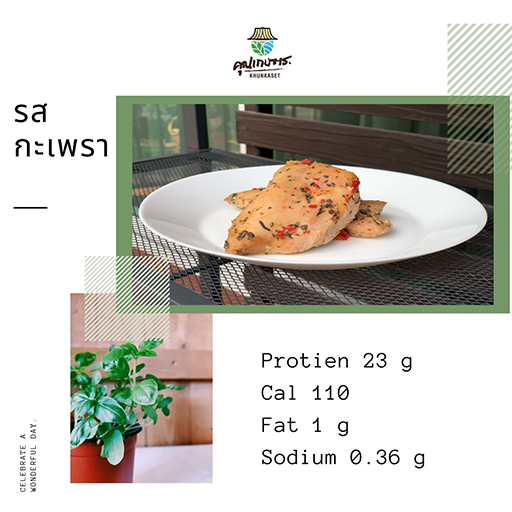 คุณเกษตร.
KHUNKASET
รส
กะเพรา
Protien 23 g
Cal 110
Fat 1 g
Sodium 0.36 g
CELEBRATE A
WONDERFUL DAY.